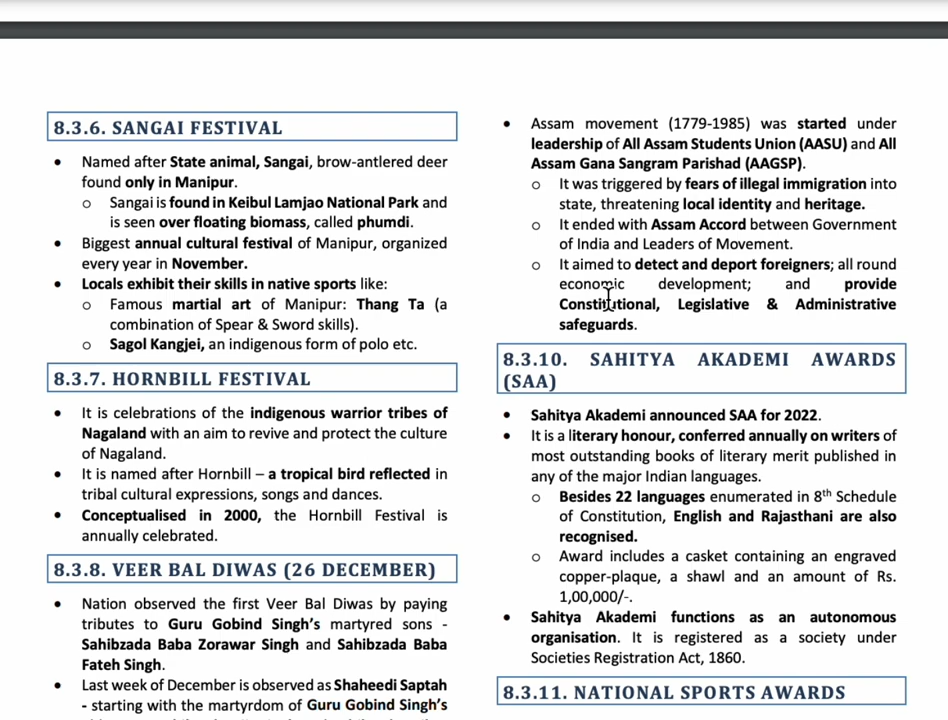 8.3.6. SANGAI FESTIVAL
• Named after State animal, Sangai, brow-antlered deer
found only in Manipur.
o Sangai is found in Keibul Lamjao National Park and
is seen over floating biomass, called phumdi.
• Biggest annual cultural festival of Manipur, organized
every year in November.
• Locals exhibit their skills in native sports like:
o Famous martial art of Manipur: Thang Ta (a
combination of Spear & Sword skills).
o Sagol Kangjei, an indigenous form of polo etc.
8.3.7. HORNBILL FESTIVAL
• It is celebrations of the indigenous warrior tribes of
Nagaland with an aim to revive and protect the culture
of Nagaland.
• It is named after Hornbill – a tropical bird reflected in
tribal cultural expressions, songs and dances.
• Conceptualised in 2000, the Hornbill Festival is
annually celebrated.
8.3.8. VEER BAL DIWAS (26 DECEMBER)
• Nation observed the first Veer Bal Diwas by paying
tributes to Guru Gobind Singh's martyred sons -
Sahibzada Baba Zorawar Singh and Sahibzada Baba
Fateh Singh.
• Last week of December is observed as Shaheedi Saptah
- starting with the martyrdom of Guru Gobind Singh's
• Assam movement (1779-1985) was started under
leadership of All Assam Students Union (AASU) and All
Assam Gana Sangram Parishad (AAGSP).
o It was triggered by fears of illegal immigration into
state, threatening local identity and heritage.
o It ended with Assam Accord between Government
of India and Leaders of Movement.
o It aimed to detect and deport foreigners; all round
economic development; and provide
Constitutional, Legislative & Administrative
safeguards.
8.3.10. SAHITYA AKADEMI AWARDS
(SAA)
• Sahitya Akademi announced SAA for 2022.
• It is a literary honour, conferred annually on writers of
most outstanding books of literary merit published in
any of the major Indian languages.
o Besides 22 languages enumerated in 8th Schedule
of Constitution, English and Rajasthani are also
recognised.
o Award includes a casket containing an engraved
copper-plaque, a shawl and an amount of Rs.
1,00,000/-.
• Sahitya Akademi functions as an autonomous
organisation. It is registered as a society under
Societies Registration Act, 1860.
8.3.11. NATIONAL SPORTS AWARDS